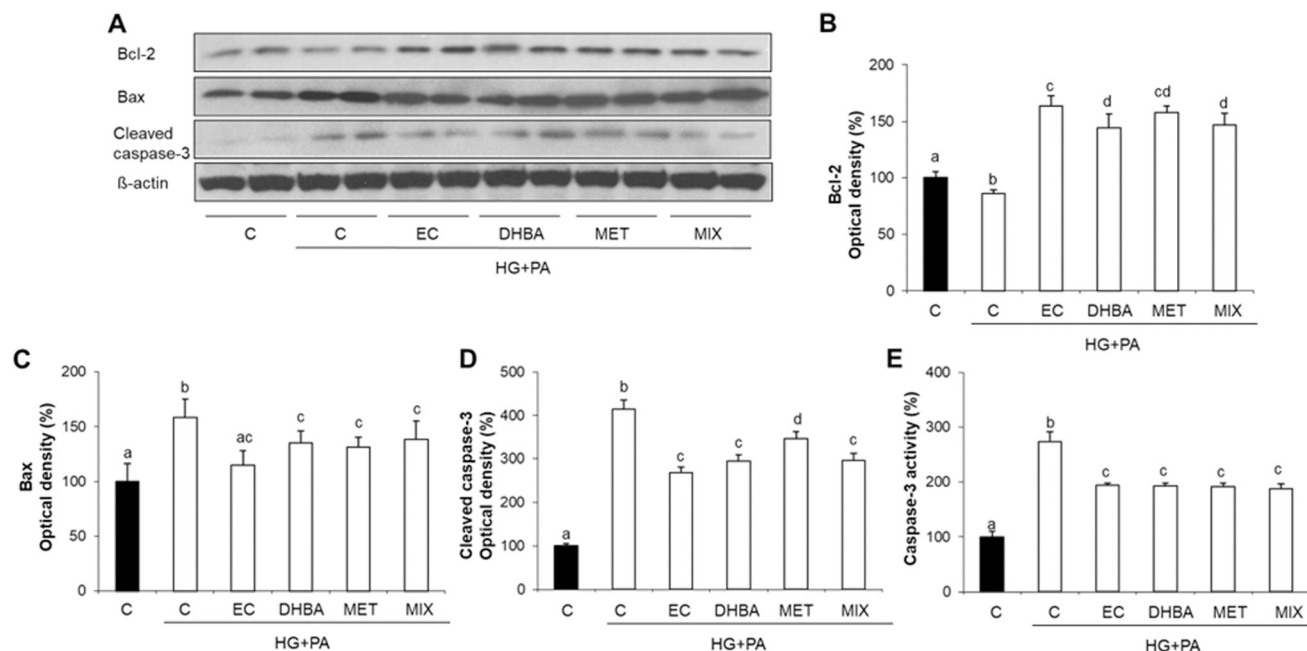 A
Bcl-2
Bax
Cleaved
caspase-3
ß-actin
C C EC DHBA MET MIX
HG+PA
B
Bcl-2
Optical density (%)
200
150
100
50
0
a b c d cd d
C C EC DHBA MET MIX
HG+PA
C
Bax
Optical density (%)
200
150
100
50
0
a b ac c c c
C C EC DHBA MET MIX
HG+PA
D
Cleaved caspase-3
Optical density (%)
500
400
300
200
100
0
a b c c d c
C C EC DHBA MET MIX
HG+PA
E
Caspase-3 activity (%)
400
300
200
100
0
a b c c c c
C C EC DHBA MET MIX
HG+PA